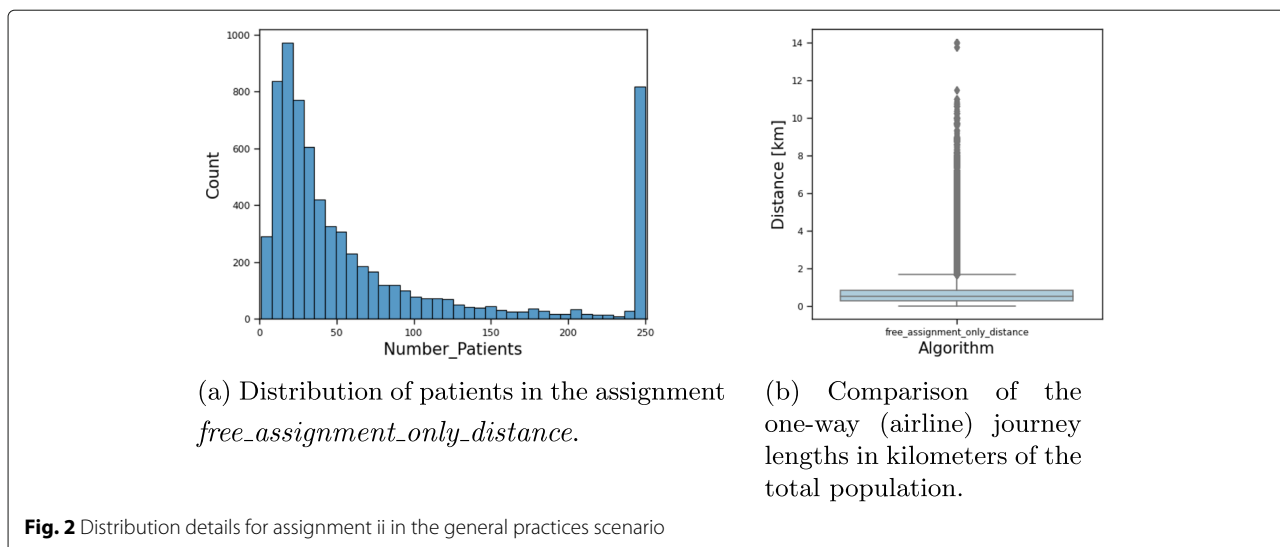 1000
800
600
400
200
0
Count
0 50 100 150 200 250
Number_Patients
14
12
10
8
6
4
2
0
Distance [km]
free_assignment_only_distance
Algorithm
(a) Distribution of patients in the assignment
free_assignment_only_distance.
(b) Comparison of the
one-way (airline) journey
lengths in kilometers of the
total population.
Fig. 2 Distribution details for assignment ii in the general practices scenario